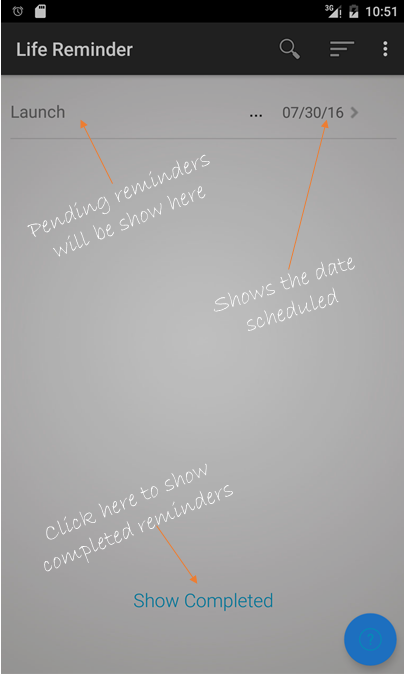 3G 10:51
Life Reminder
Launch ... 07/30/16
Pending reminders
will be show here
Shows the date
scheduled
Click here to show
completed reminders
Show Completed
?